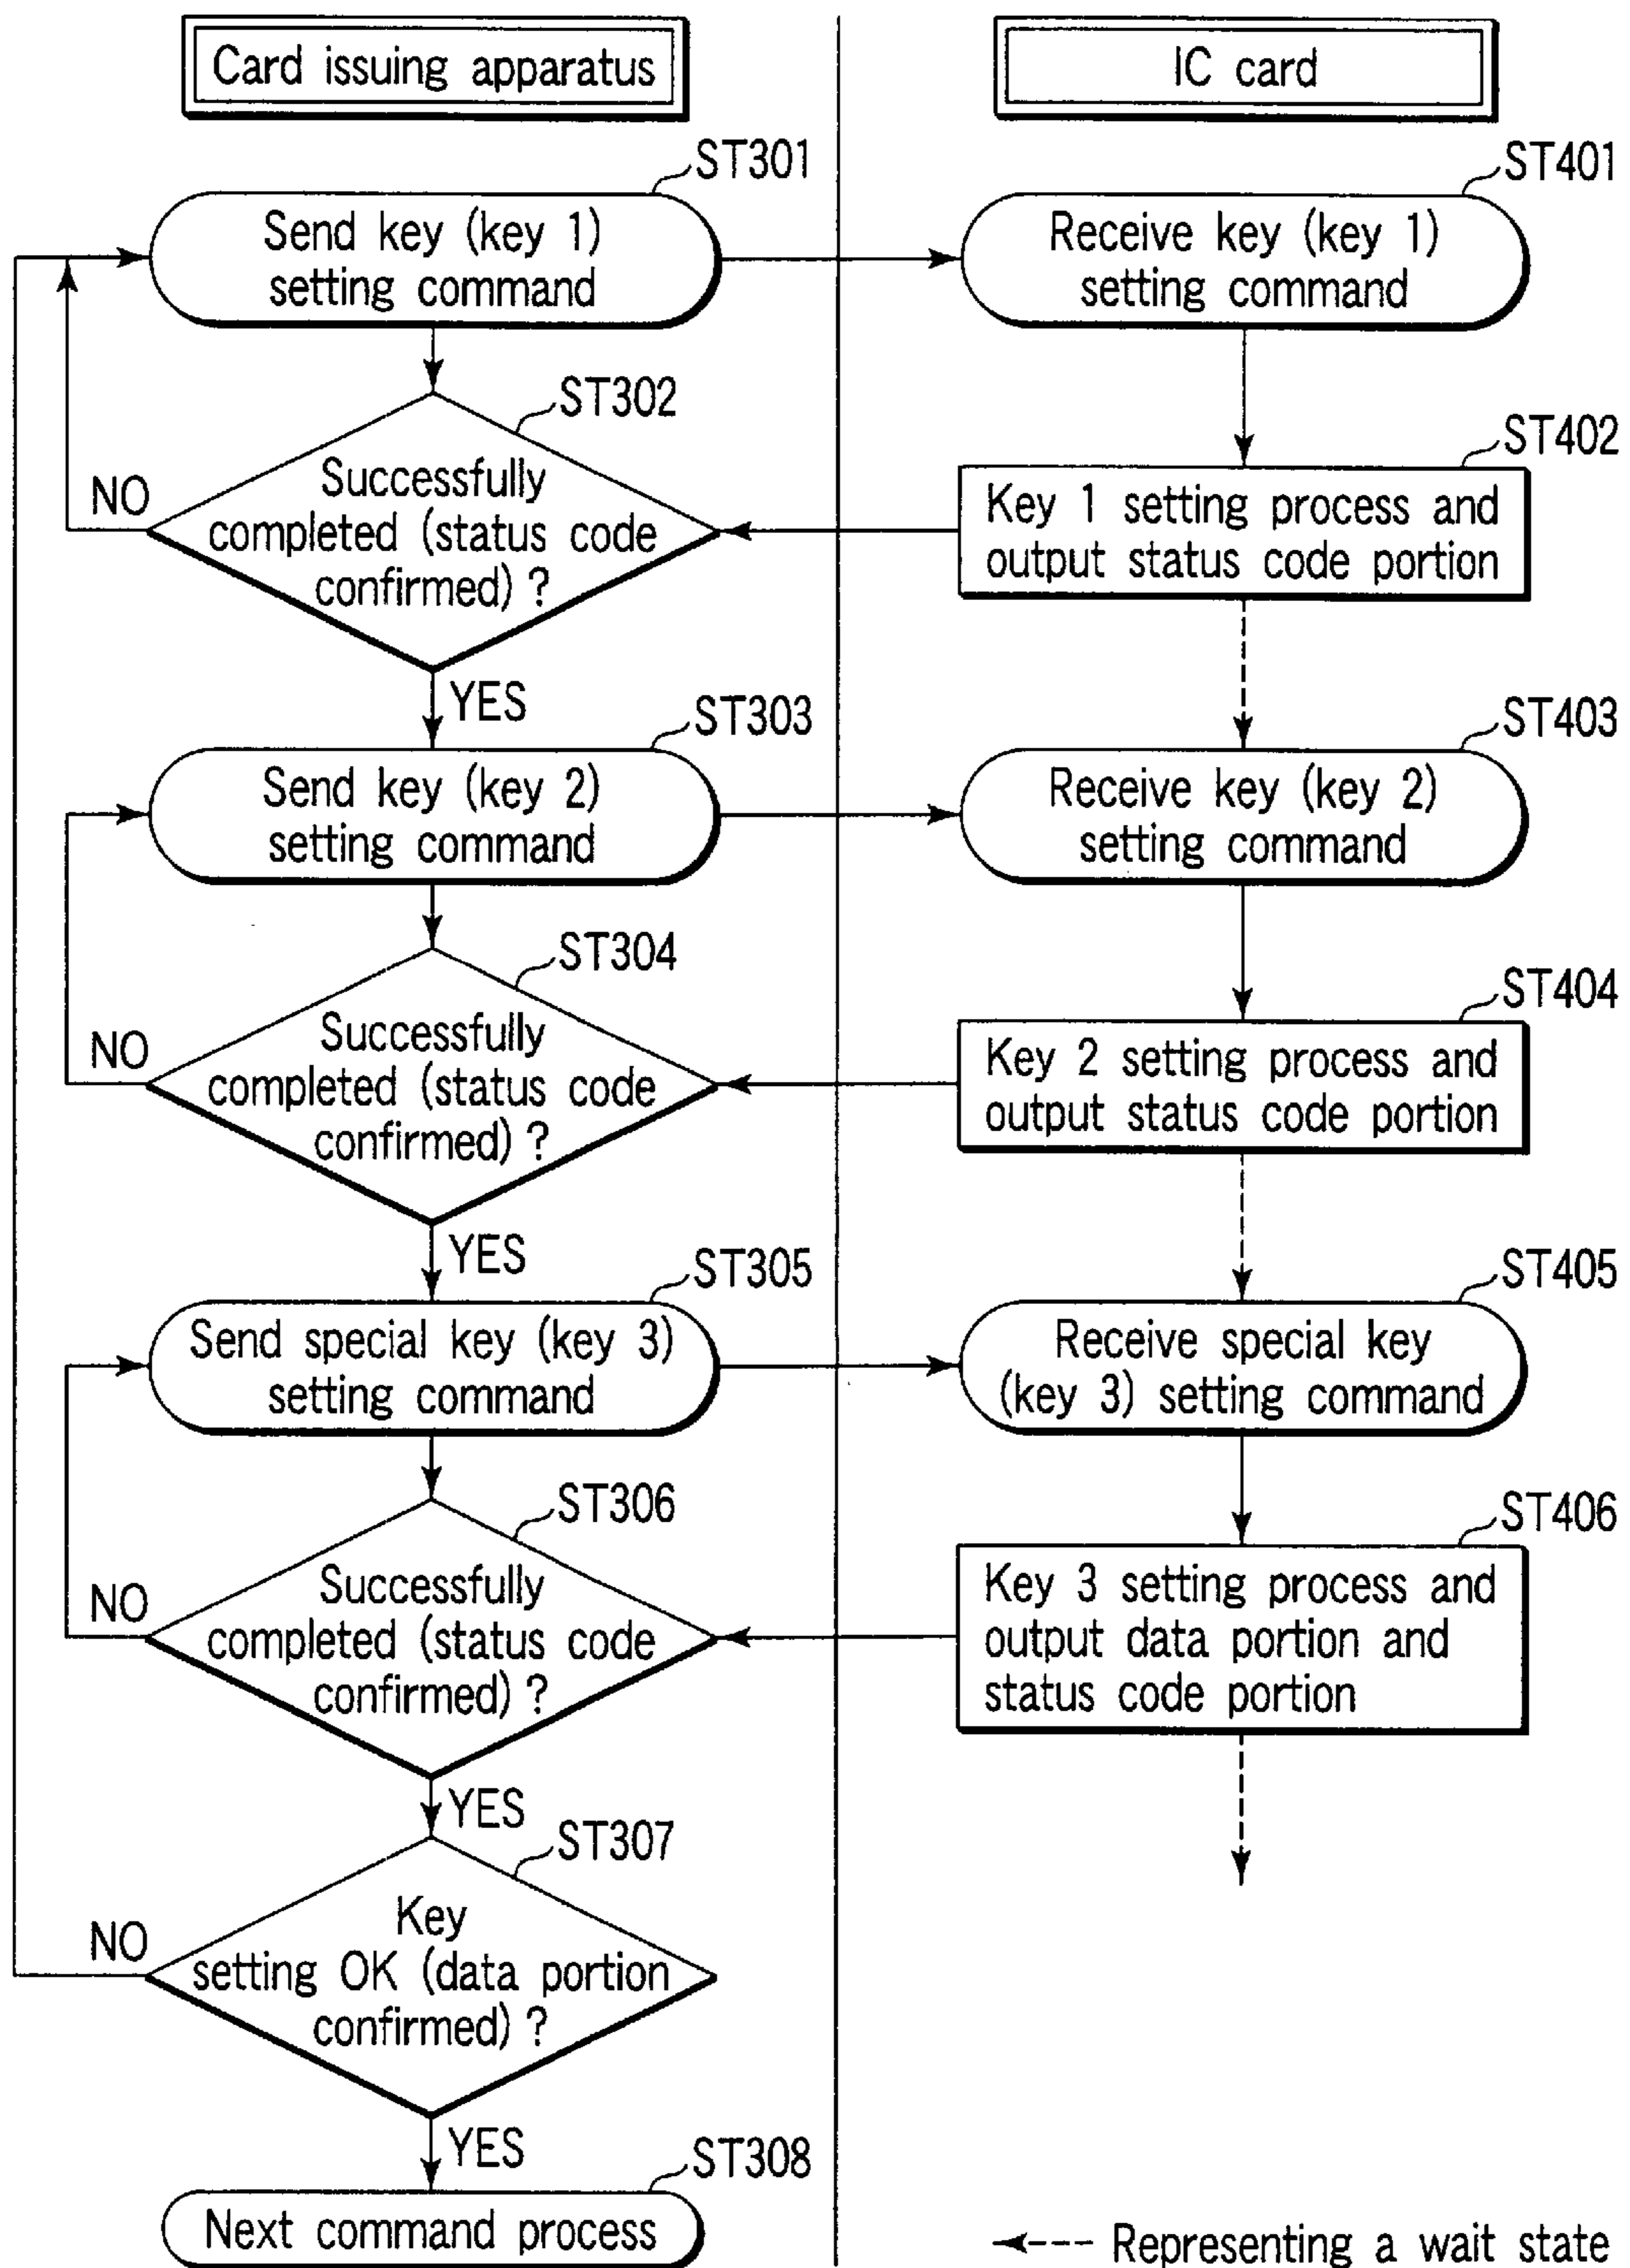 Card issuing apparatus
IC card
ST301
ST401
Send key (key 1)
setting command
Receive key (key 1)
setting command
ST302
ST402
NO
Successfully
completed (status code
confirmed) ?
Key 1 setting process and
output status code portion
YES
ST303
ST403
Send key (key 2)
setting command
Receive key (key 2)
setting command
ST304
ST404
NO
Successfully
completed (status code
confirmed) ?
Key 2 setting process and
output status code portion
YES
ST305
ST405
Send special key (key 3)
setting command
Receive special key
(key 3) setting command
ST306
ST406
NO
Successfully
completed (status code
confirmed) ?
Key 3 setting process and
output data portion and
status code portion
YES
ST307
NO
Key
setting OK (data portion
confirmed) ?
YES
ST308
Next command process
Representing a wait state